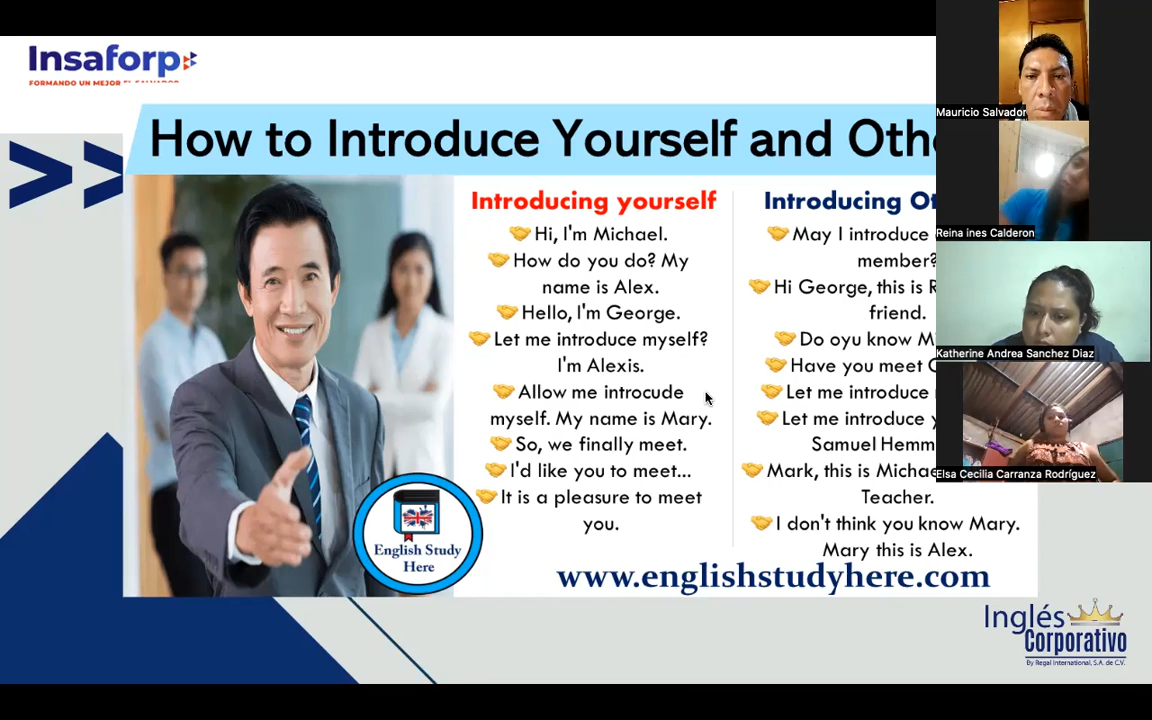 Insaforp
FORMANDO UN MEJOR EL SALVADOR
How to Introduce Yourself and Oth
Introducing yourself
Hi, I'm Michael.
How do you do? My
name is Alex.
Hello, I'm George.
Let me introduce myself?
I'm Alexis.
Allow me introcude
myself. My name is Mary.
So, we finally meet.
I'd like you to meet...
It is a pleasure to meet
you.
Introducing Ot
May I introduce
member?
Hi George, this is R
friend.
Do oyu know M
Have you meet
Let me introduce
Let me introduce y
Samuel Hemm
Mark, this is Michae
Teacher.
I don't think you know Mary.
Mary this is Alex.
English Study
Here
www.englishstudyhere.com
Inglés
Corporativo
By Regal International, S.A. de C.V.
Mauricio Salvador
Reina ines Calderon
Katherine Andrea Sanchez Diaz
Elsa Cecilia Carranza Rodríguez